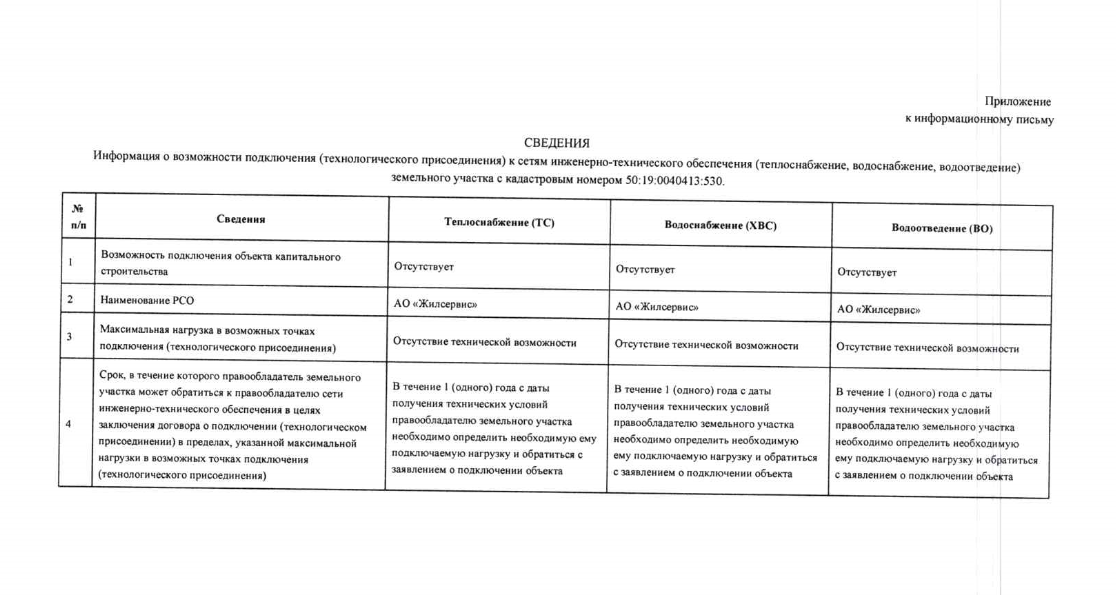 Приложение
к информационному письму
СВЕДЕНИЯ
Информация о возможности подключения (технологического присоединения) к сетям инженерно-технического обеспечения (теплоснабжение, водоснабжение, водоотведение)
земельного участка с кадастровым номером 50:19:0040413:530.
№
п/п
Сведения
Теплоснабжение (ТС)
Водоснабжение (ХВС)
Водоотведение (ВО)
1
Возможность подключения объекта капитального
строительства
Отсутствует
Отсутствует
Отсутствует
2
Наименование РСО
АО «Жилсервис»
АО «Жилсервис»
АО «Жилсервис»
3
Максимальная нагрузка в возможных точках
подключения (технологического присоединения)
Отсутствие технической возможности
Отсутствие технической возможности
Отсутствие технической возможности
4
Срок, в течение которого правообладатель земельного
участка может обратиться к правообладателю сети
инженерно-технического обеспечения в целях
заключения договора о подключении (технологическом
присоединении) в пределах, указанной максимальной
нагрузки в возможных точках подключения
(технологического присоединения)
В течение 1 (одного) года с даты
получения технических условий
правообладателю земельного участка
необходимо определить необходимую ему
подключаемую нагрузку и обратиться с
заявлением о подключении объекта
В течение 1 (одного) года с даты
получения технических условий
правообладателю земельного участка
необходимо определить необходимую
ему подключаемую нагрузку и обратиться
с заявлением о подключении объекта
В течение 1 (одного) года с даты
получения технических условий
правообладателю земельного участка
необходимо определить необходимую
ему подключаемую нагрузку и обратиться
с заявлением о подключении объекта